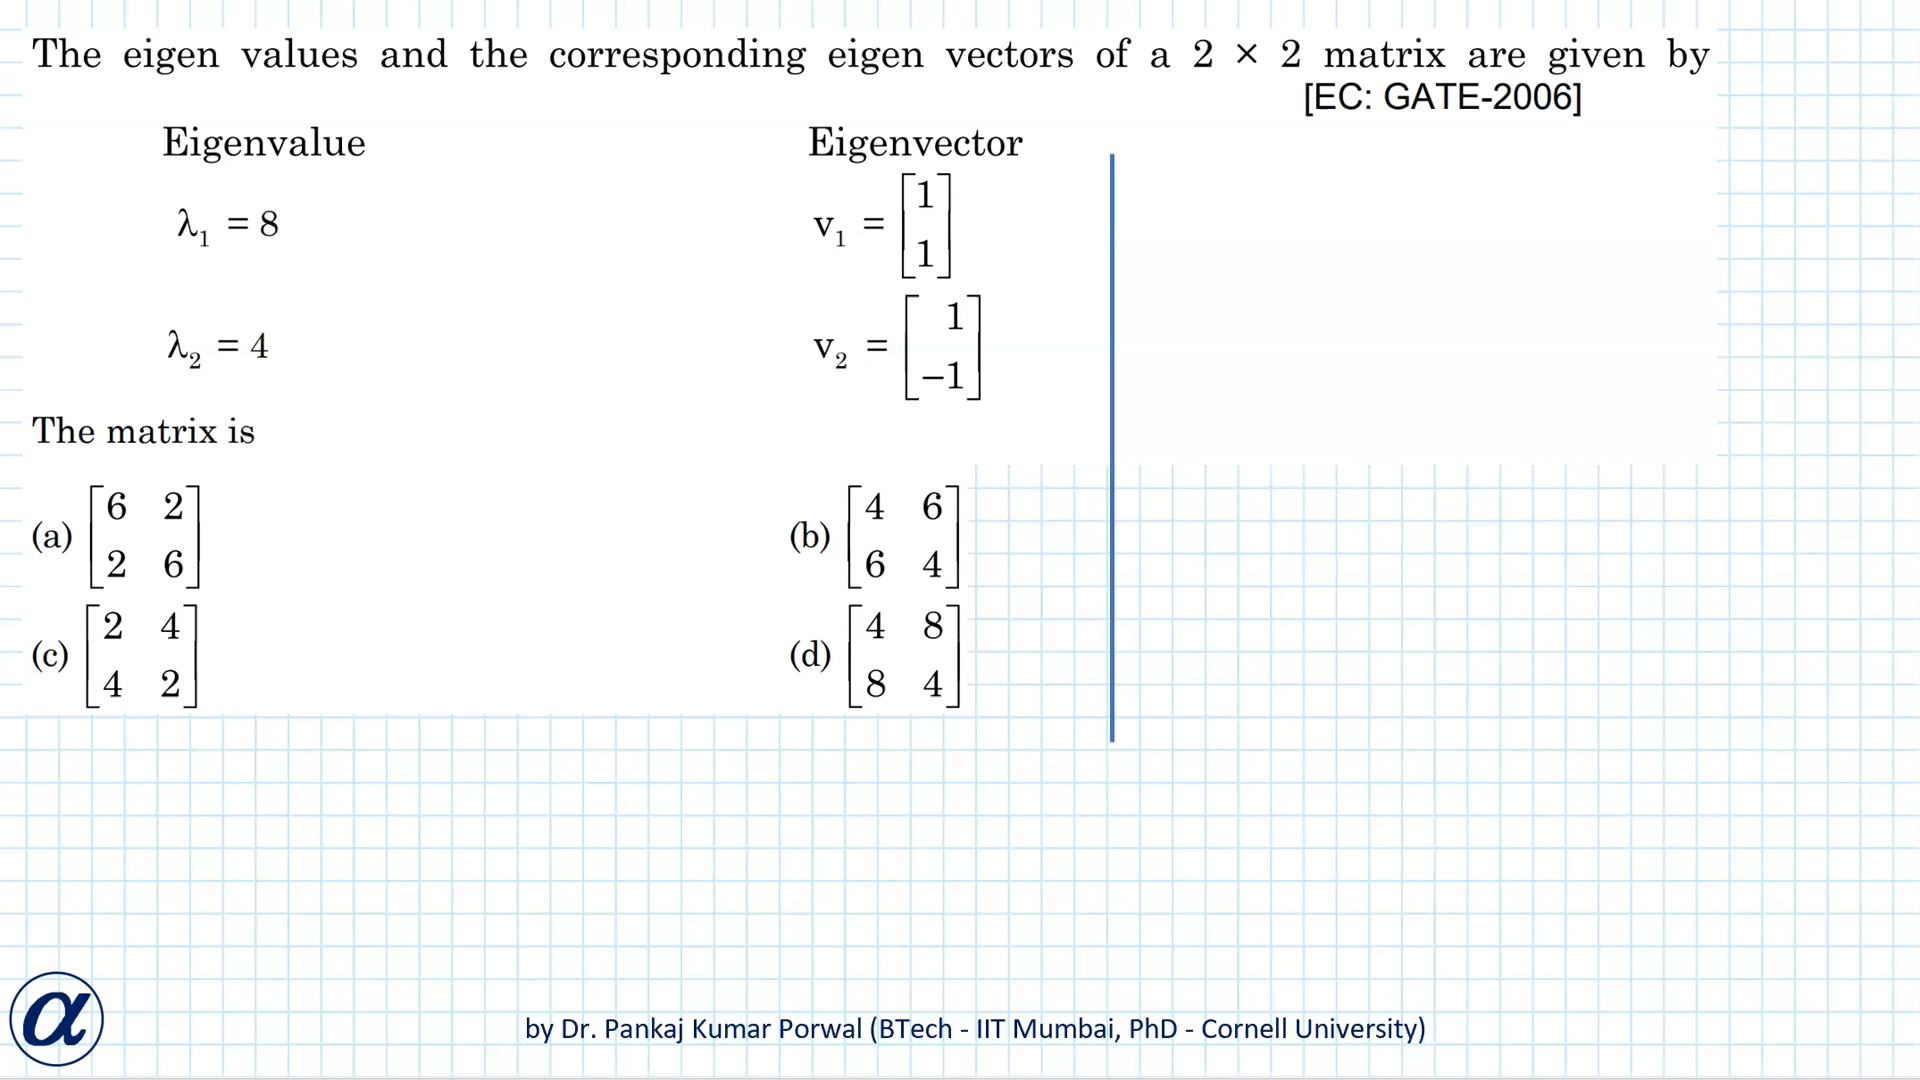 The eigen values and the corresponding eigen vectors of a 2 × 2 matrix are given by
[EC: GATE-2006]
Eigenvalue Eigenvector
λ₁ = 8 v₁ = [1 1]
λ₂ = 4 v₂ = [1 −1]
The matrix is
(a) [6 2 2 6] (b) [4 6 6 4]
(c) [2 4 4 2] (d) [4 8 8 4]
α
by Dr. Pankaj Kumar Porwal (BTech - IIT Mumbai, PhD - Cornell University)